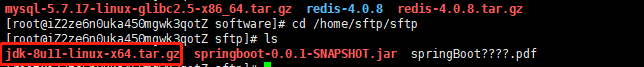 mysql-5.7.17-linux-glibc2.5-x86_64.tar.gz redis-4.0.8 redis-4.0.8.tar.gz
[root@iZ2ze6n0uka450mgwk3qotZ software]# cd /home/sftp/sftp
[root@iZ2ze6n0uka450mgwk3qotZ sftp]# ls
jdk-8u11-linux-x64.tar.gz springboot-0.0.1-SNAPSHOT.jar springBoot????.pdf